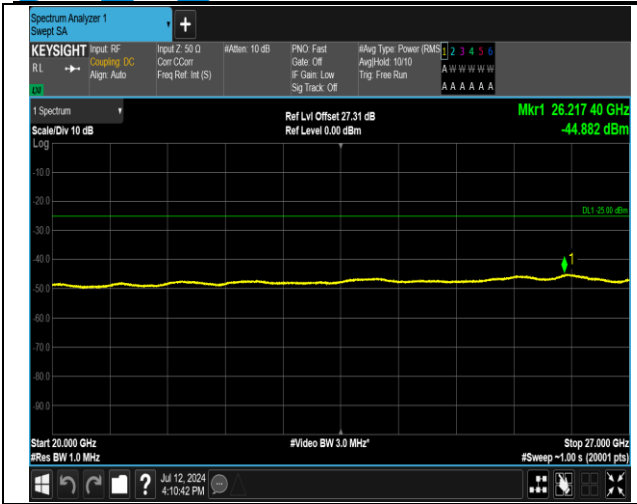 Spectrum Analyzer 1
Swept SA
+
KEYSIGHT
RL
Input: RF
Coupling: DC
Align: Auto
Input Z: 50 Ω
Corr CCorr
Freq Ref: Int (S)
#Atten: 10 dB
PNO: Fast
Gate: Off
IF Gain: Low
Sig Track: Off
#Avg Type: Power (RMS
Avg|Hold: 10/10
Trig: Free Run
1 2 3 4 5 6
A W W W W W
A A A A A A
1 Spectrum
Scale/Div 10 dB
Log
Ref Lvl Offset 27.31 dB
Ref Level 0.00 dBm
Mkr1 26.217 40 GHz
-44.882 dBm
-10.0
-20.0
DL1 -25.00 dBm
-30.0
-40.0
1
-50.0
-60.0
-70.0
-80.0
-90.0
Start 20.000 GHz
#Res BW 1.0 MHz
#Video BW 3.0 MHz*
Stop 27.000 GHz
#Sweep ~1.00 s (20001 pts)
?
Jul 12, 2024
4:10:42 PM